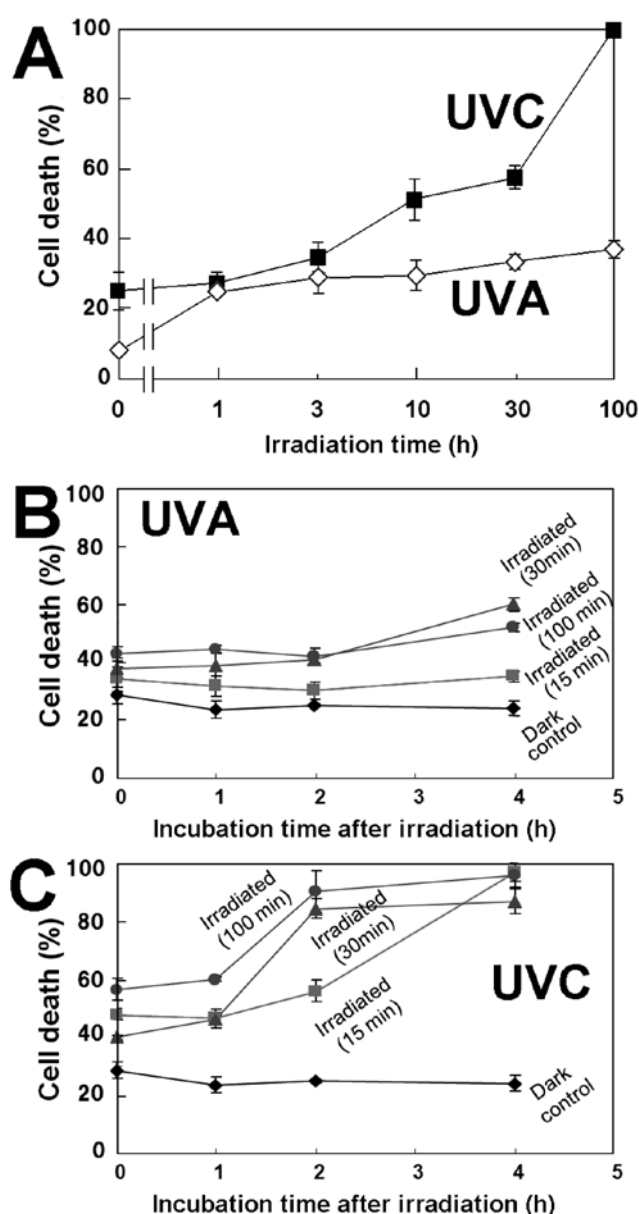 A
Cell death (%)
100
80
60
40
20
0
UVC
UVA
0 1 3 10 30 100
Irradiation time (h)
B
UVA
Cell death (%)
100
80
60
40
20
0
Irradiated
(30min)
Irradiated
(100 min)
Irradiated
(15 min)
Dark
control
0 1 2 3 4 5
Incubation time after irradiation (h)
C
Cell death (%)
100
80
60
40
20
0
Irradiated
(100 min)
Irradiated
(30min)
Irradiated
(15 min)
UVC
Dark
control
0 1 2 3 4 5
Incubation time after irradiation (h)